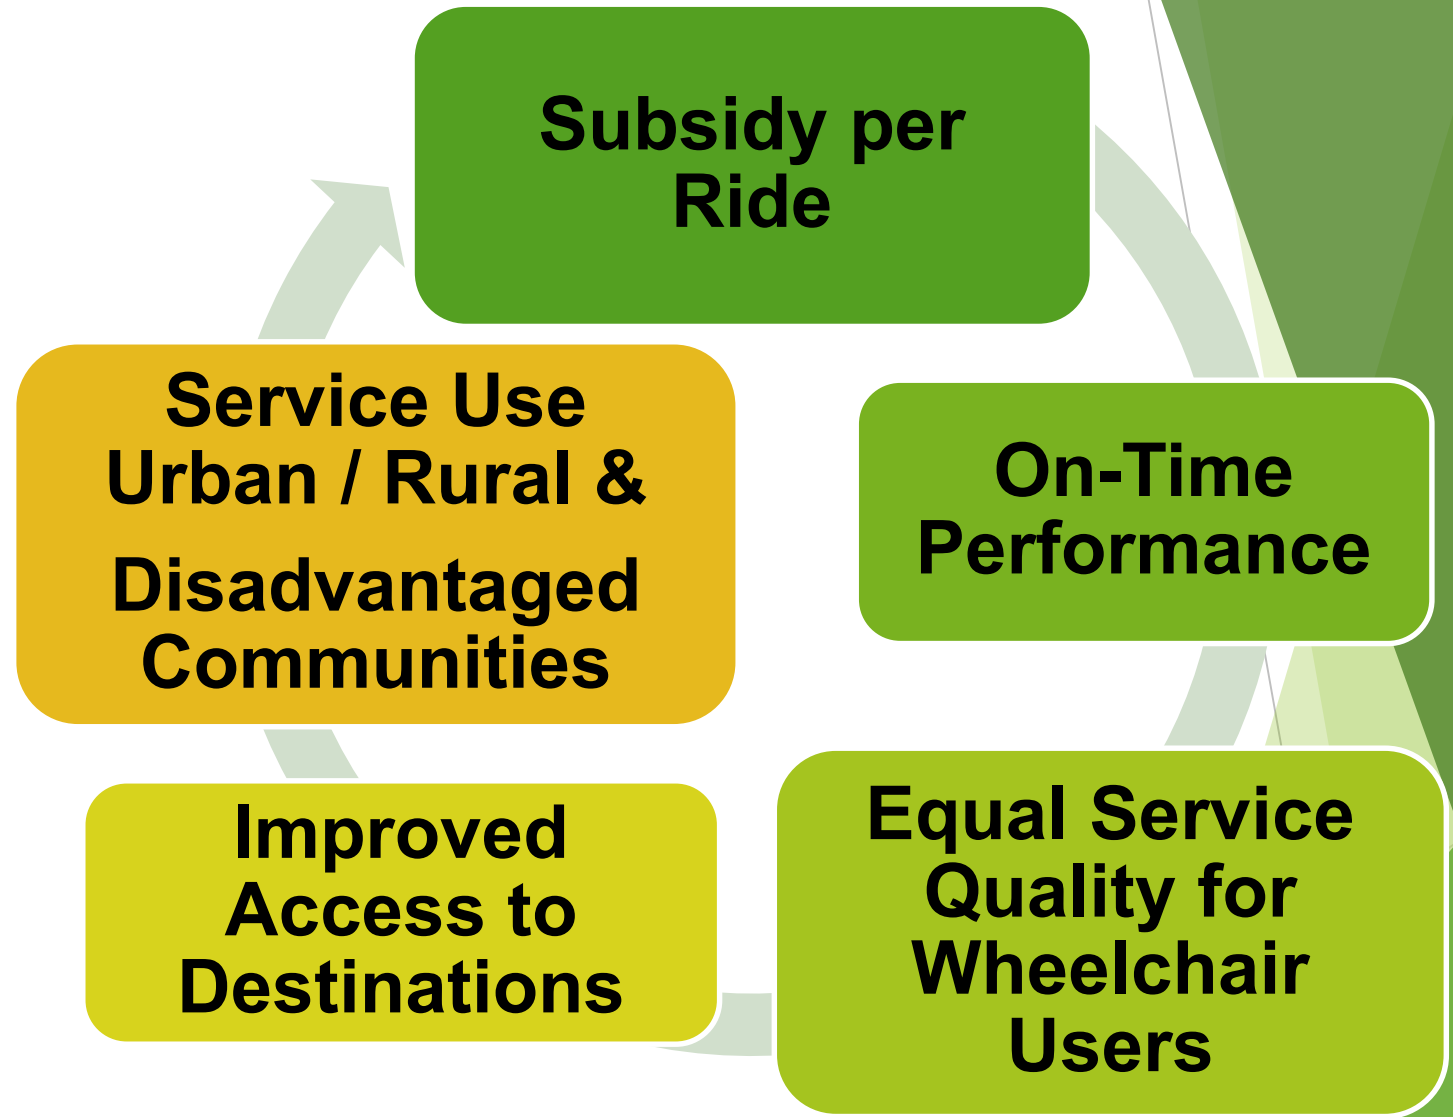 Subsidy per
Ride
On-Time
Performance
Equal Service
Quality for
Wheelchair
Users
Improved
Access to
Destinations
Service Use
Urban / Rural &
Disadvantaged
Communities